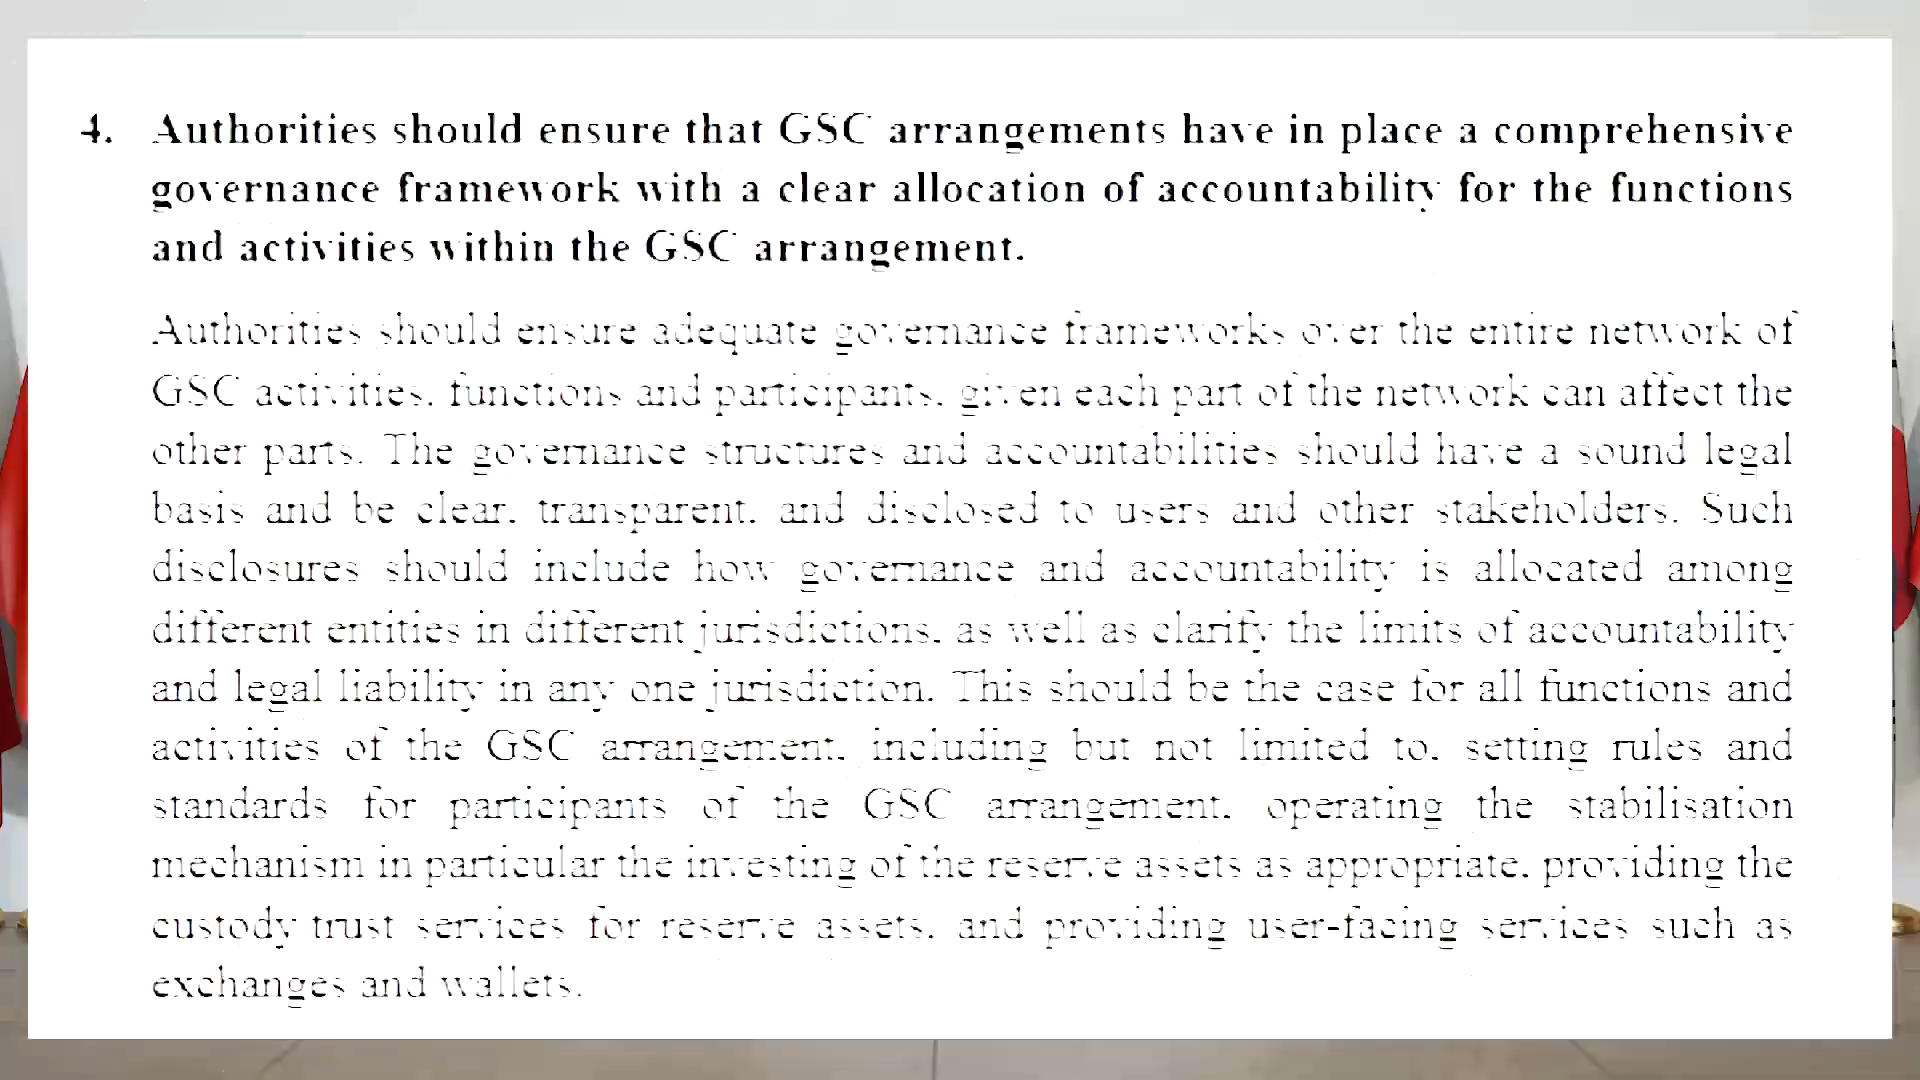 4. Authorities should ensure that GSC arrangements have in place a comprehensive
governance framework with a clear allocation of accountability for the functions
and activities within the GSC arrangement.
Authorities should ensure adequate governance frameworks over the entire network of
GSC activities, functions and participants, given each part of the network can affect the
other parts. The governance structures and accountabilities should have a sound legal
basis and be clear, transparent, and disclosed to users and other stakeholders. Such
disclosures should include how governance and accountability is allocated among
different entities in different jurisdictions, as well as clarify the limits of accountability
and legal liability in any one jurisdiction. This should be the case for all functions and
activities of the GSC arrangement, including but not limited to, setting rules and
standards for participants of the GSC arrangement, operating the stabilisation
mechanism in particular the investing of the reserve assets as appropriate, providing the
custody trust services for reserve assets, and providing user-facing services such as
exchanges and wallets.